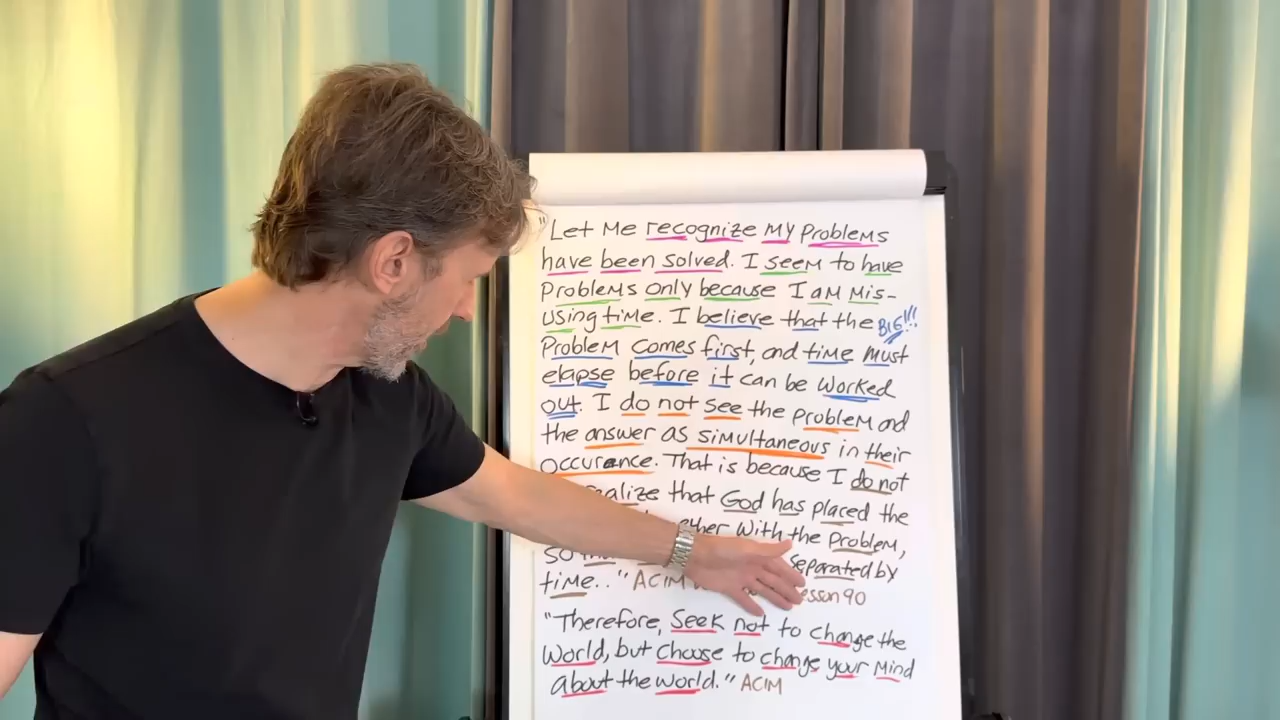 "Let Me recognize My Problems
have been solved. I seem to have
Problems only because I am Mis-
using time. I believe that the BIG!!!
Problem comes first, and time must
elapse before it can be worked
out. I do not see the problem and
the answer as simultaneous in their
occurance. That is because I do not
alize that God has placed the
ther with the Problem,
so separated by
time.." ACIM esson 90
"Therefore, Seek not to change the
World, but choose to change your Mind
about the world." ACIM